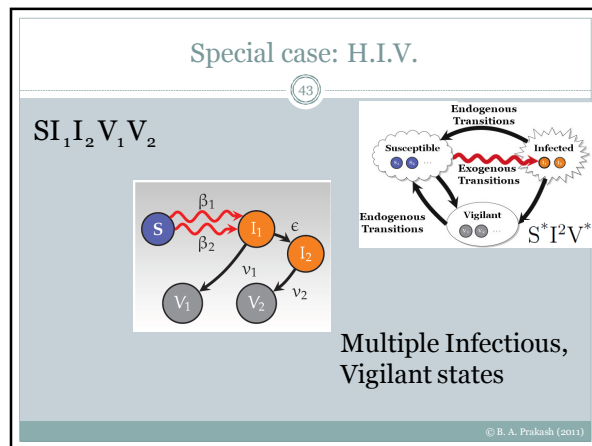 Special case: H.I.V.
43
SI₁I₂V₁V₂
Endogenous
Transitions
Susceptible
Infected
Exogenous
Transitions
Endogenous
Transitions
Vigilant
S*I²V*
β₁
β₂
S
I₁
ϵ
I₂
ν₁
ν₂
V₁
V₂
Multiple Infectious,
Vigilant states
© B. A. Prakash (2011)